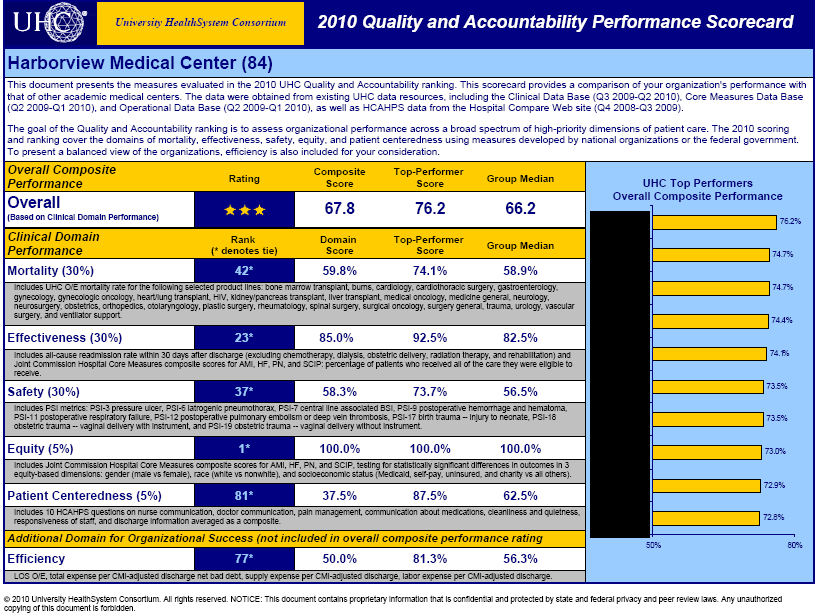 UHC®
University HealthSystem Consortium
2010 Quality and Accountability Performance Scorecard
Harborview Medical Center (84)
This document presents the measures evaluated in the 2010 UHC Quality and Accountability ranking. This scorecard provides a comparison of your organization's performance with
that of other academic medical centers. The data were obtained from existing UHC data resources, including the Clinical Data Base (Q3 2009-Q2 2010), Core Measures Data Base
(Q2 2009-Q1 2010), and Operational Data Base (Q2 2009-Q1 2010), as well as HCAHPS data from the Hospital Compare Web site (Q4 2008-Q3 2009).
The goal of the Quality and Accountability ranking is to assess organizational performance across a broad spectrum of high-priority dimensions of patient care. The 2010 scoring
and ranking cover the domains of mortality, effectiveness, safety, equity, and patient centeredness using measures developed by national organizations or the federal government.
To present a balanced view of the organizations, efficiency is also included for your consideration.
Overall Composite
Performance
Rating
Composite
Score
Top-Performer
Score
Group Median
Overall
(Based on Clinical Domain Performance)
67.8
76.2
66.2
Clinical Domain
Performance
Rank
(* denotes tie)
Domain
Score
Top-Performer
Score
Group Median
Mortality (30%)
42*
59.8%
74.1%
58.9%
Includes UHC O/E mortality rate for the following selected product lines: bone marrow transplant, burns, cardiology, cardiothoracic surgery, gastroenterology,
gynecology, gynecologic oncology, heart/lung transplant, HIV, kidney/pancreas transplant, liver transplant, medical oncology, medicine general, neurology,
neurosurgery, obstetrics, orthopedics, otolaryngology, plastic surgery, rheumatology, spinal surgery, surgical oncology, surgery general, trauma, urology, vascular
surgery, and ventilator support.
Effectiveness (30%)
23*
85.0%
92.5%
82.5%
Includes all-cause readmission rate within 30 days after discharge (excluding chemotherapy, dialysis, obstetric delivery, radiation therapy, and rehabilitation) and
Joint Commission Hospital Core Measures composite scores for AMI, HF, PN, and SCIP: percentage of patients who received all of the care they were eligible to
receive.
Safety (30%)
37*
58.3%
73.7%
56.5%
Includes PSI metrics: PSI-3 pressure ulcer, PSI-6 iatrogenic pneumothorax, PSI-7 central line associated BSI, PSI-9 postoperative hemorrhage and hematoma,
PSI-11 postoperative respiratory failure, PSI-12 postoperative pulmonary embolism or deep vein thrombosis, PSI-17 birth trauma -- injury to neonate, PSI-18
obstetric trauma -- vaginal delivery with instrument, and PSI-19 obstetric trauma -- vaginal delivery without instrument.
Equity (5%)
1*
100.0%
100.0%
100.0%
Includes Joint Commission Hospital Core Measures composite scores for AMI, HF, PN, and SCIP, testing for statistically significant differences in outcomes in 3
equity-based dimensions: gender (male vs female), race (white vs nonwhite), and socioeconomic status (Medicaid, self-pay, uninsured, and charity vs all others).
Patient Centeredness (5%)
81*
37.5%
87.5%
62.5%
Includes 10 HCAHPS questions on nurse communication, doctor communication, pain management, communication about medications, cleanliness and quietness,
responsiveness of staff, and discharge information averaged as a composite.
Additional Domain for Organizational Success (not included in overall composite performance rating
Efficiency
77*
50.0%
81.3%
56.3%
LOS O/E, total expense per CMI-adjusted discharge net bad debt, supply expense per CMI-adjusted discharge, labor expense per CMI-adjusted discharge.
UHC Top Performers
Overall Composite Performance
76.2%
74.7%
74.7%
74.4%
74.1%
73.5%
73.5%
73.0%
72.9%
72.8%
50%
80%
© 2010 University HealthSystem Consortium. All rights reserved. NOTICE: This document contains proprietary information that is confidential and protected by state and federal privacy and peer review laws. Any unauthorized
copying of this document is forbidden.